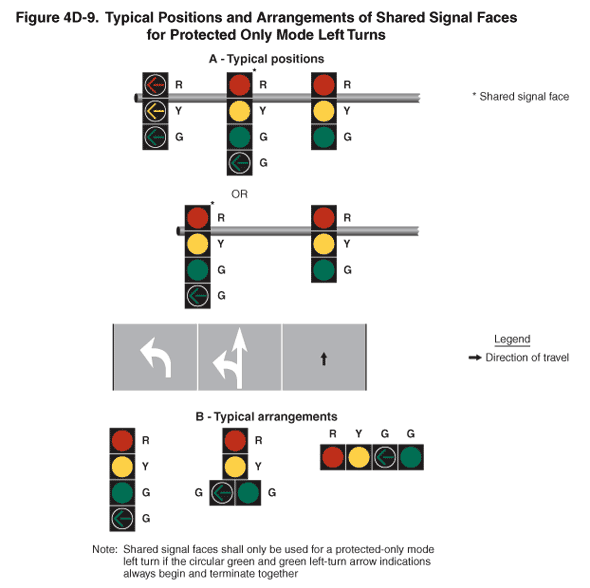 Figure 4D-9. Typical Positions and Arrangements of Shared Signal Faces
for Protected Only Mode Left Turns
A - Typical positions
*
R R R
* Shared signal face
Y Y Y
G G G
G
OR
*
R R
Y Y
G G
G
Legend
Direction of travel
B - Typical arrangements
R Y G G
R R
Y Y
G G G
G
Note: Shared signal faces shall only be used for a protected-only mode
left turn if the circular green and green left-turn arrow indications
always begin and terminate together